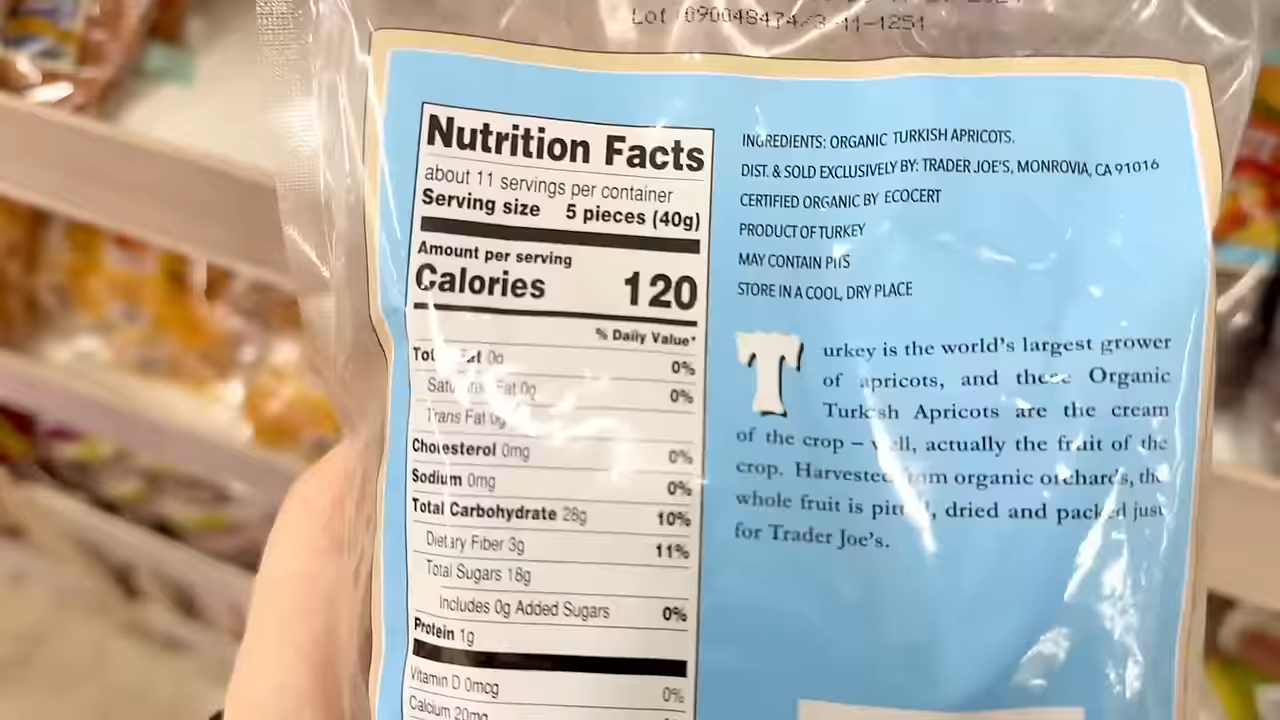 Lot 090048474/3 11-1251
Nutrition Facts
about 11 servings per container
Serving size 5 pieces (40g)
Amount per serving
Calories 120
% Daily Value*
Total Fat 0g 0%
Saturated Fat 0g 0%
Trans Fat 0g
Cholesterol 0mg 0%
Sodium 0mg 0%
Total Carbohydrate 28g 10%
Dietary Fiber 3g 11%
Total Sugars 18g
Includes 0g Added Sugars 0%
Protein 1g
Vitamin D 0mcg 0%
Calcium 20mg
INGREDIENTS: ORGANIC TURKISH APRICOTS.
DIST. & SOLD EXCLUSIVELY BY: TRADER JOE'S, MONROVIA, CA 91016
CERTIFIED ORGANIC BY ECOCERT
PRODUCT OF TURKEY
MAY CONTAIN PITS
STORE IN A COOL, DRY PLACE
Turkey is the world's largest grower
of apricots, and these Organic
Turkish Apricots are the cream
of the crop – well, actually the fruit of the
crop. Harvested from organic orchards, the
whole fruit is pitted, dried and packed just
for Trader Joe's.